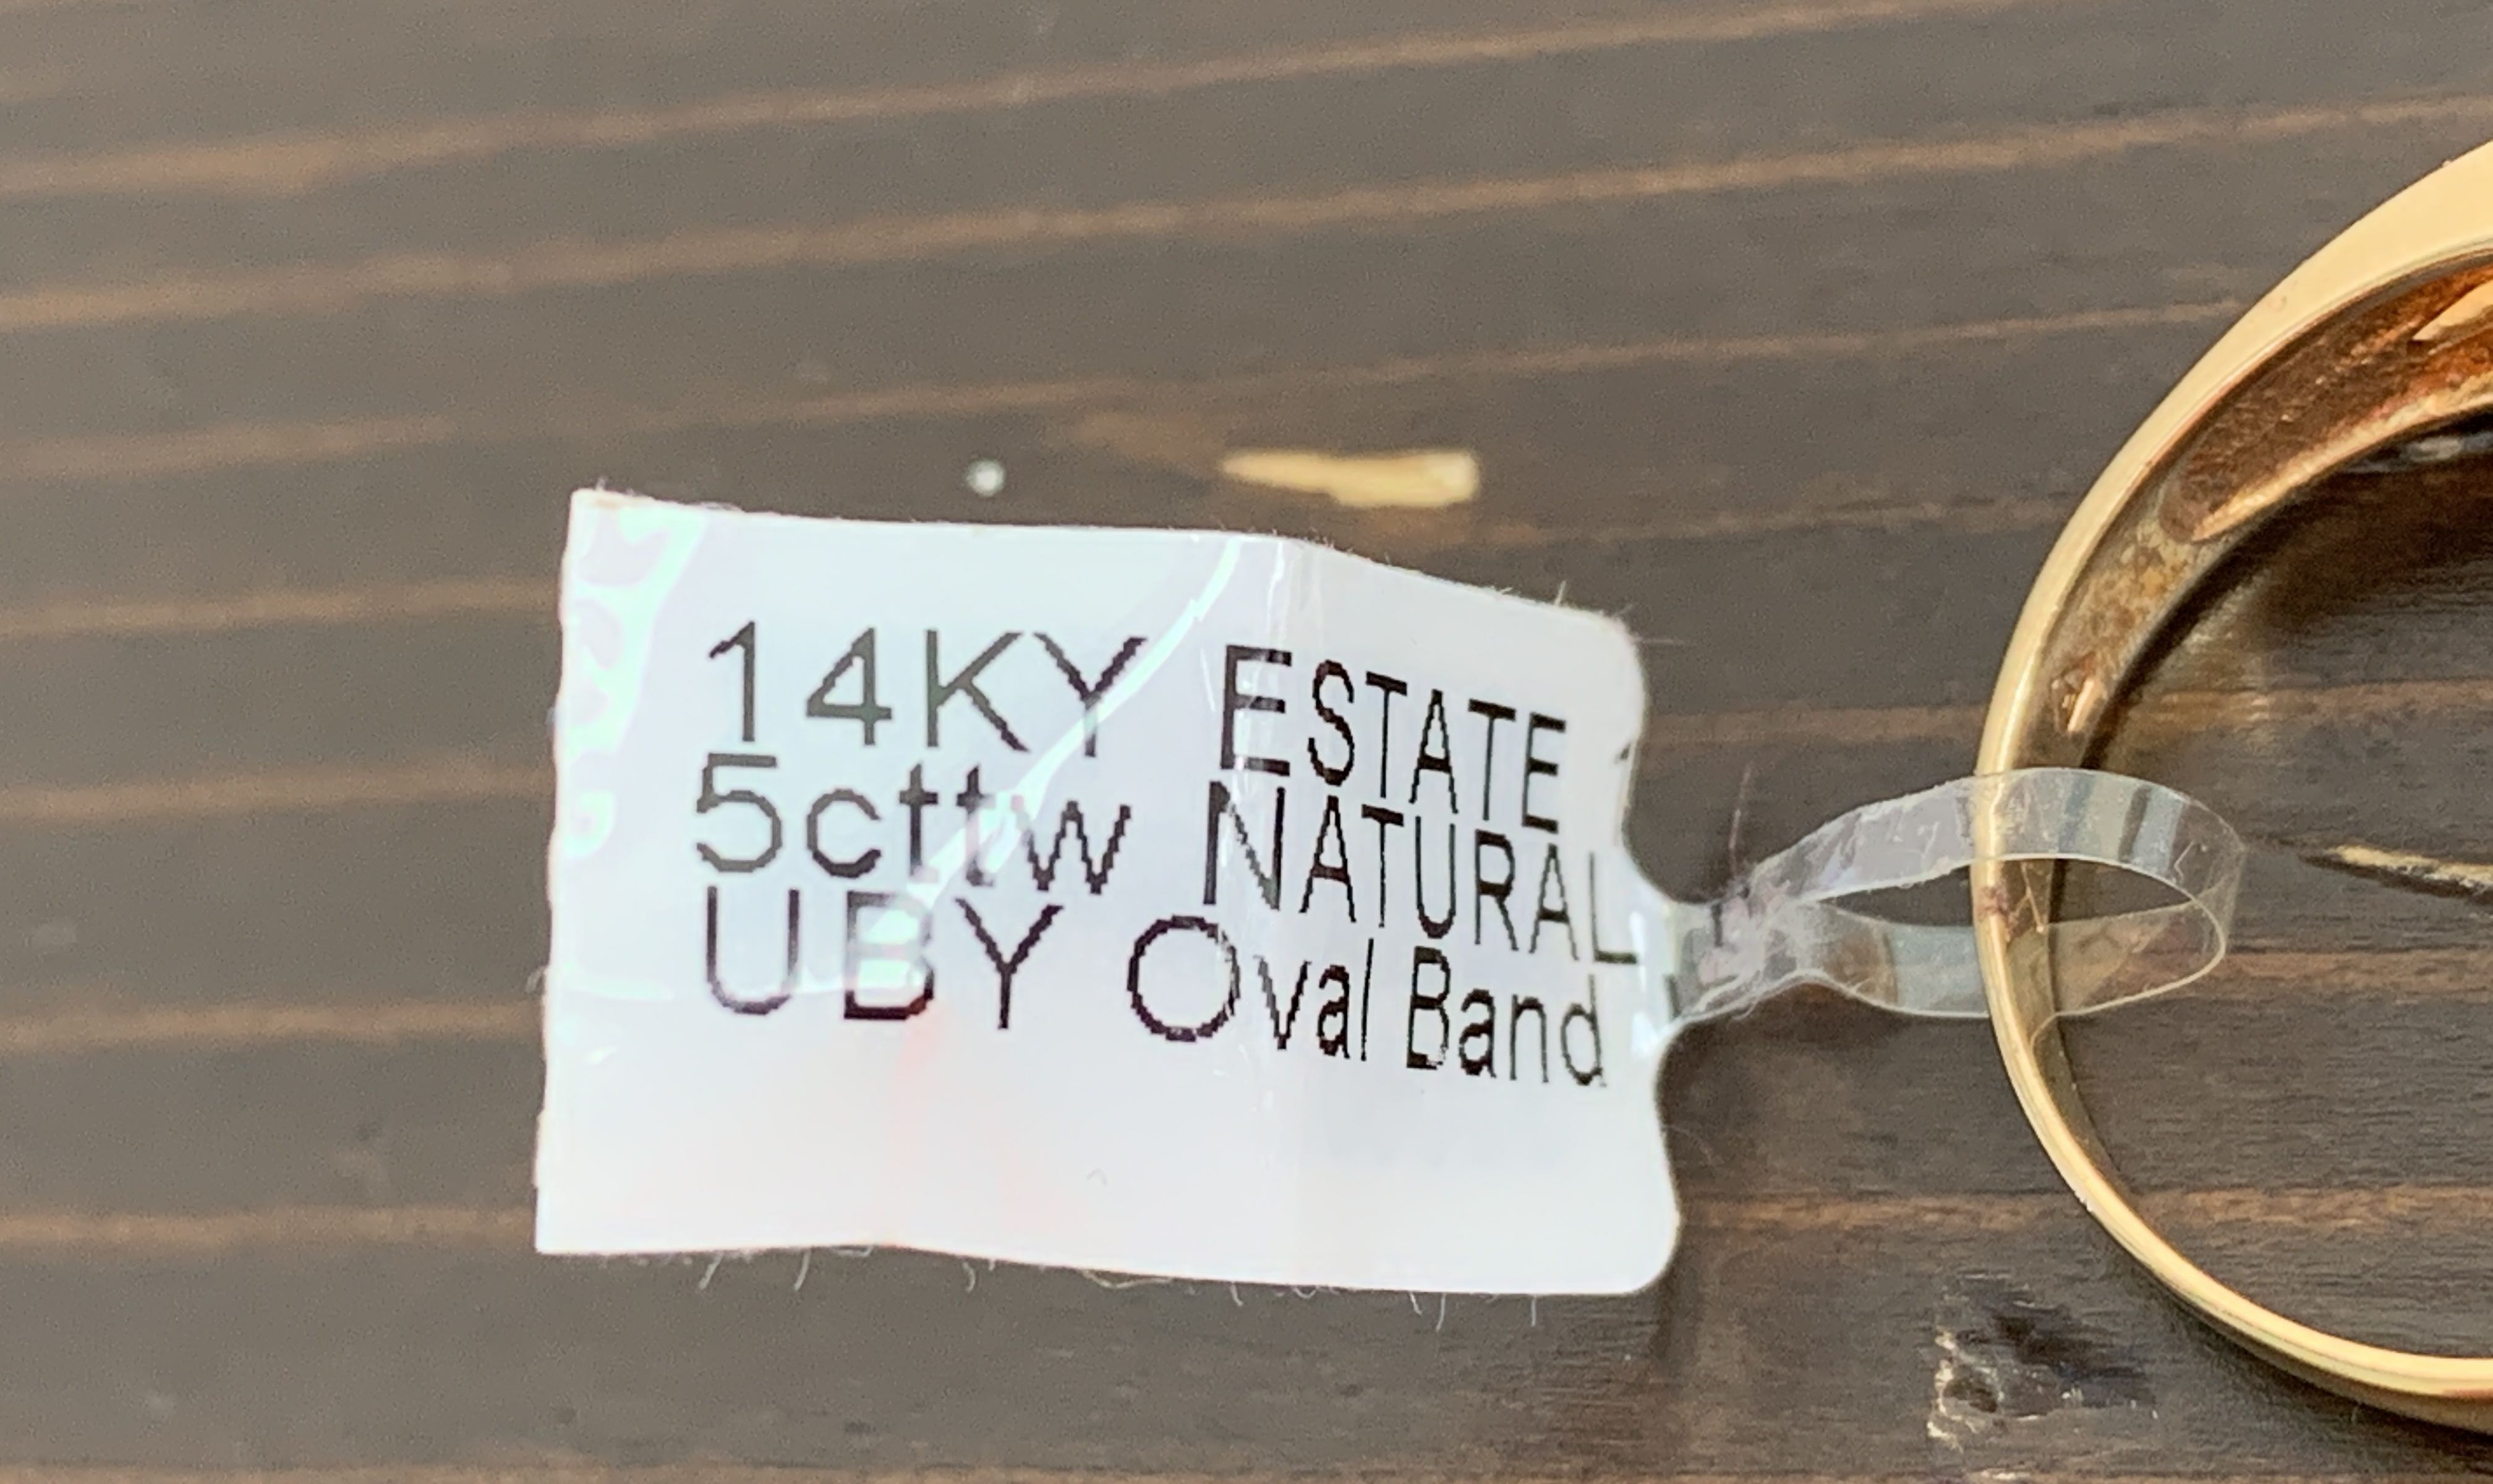 14KY ESTATE
5cttw NATURAL
UBY Oval Band